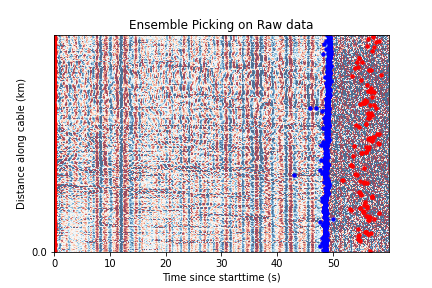 Ensemble Picking on Raw data
Distance along cable (km)
0.0
0 10 20 30 40 50
Time since starttime (s)